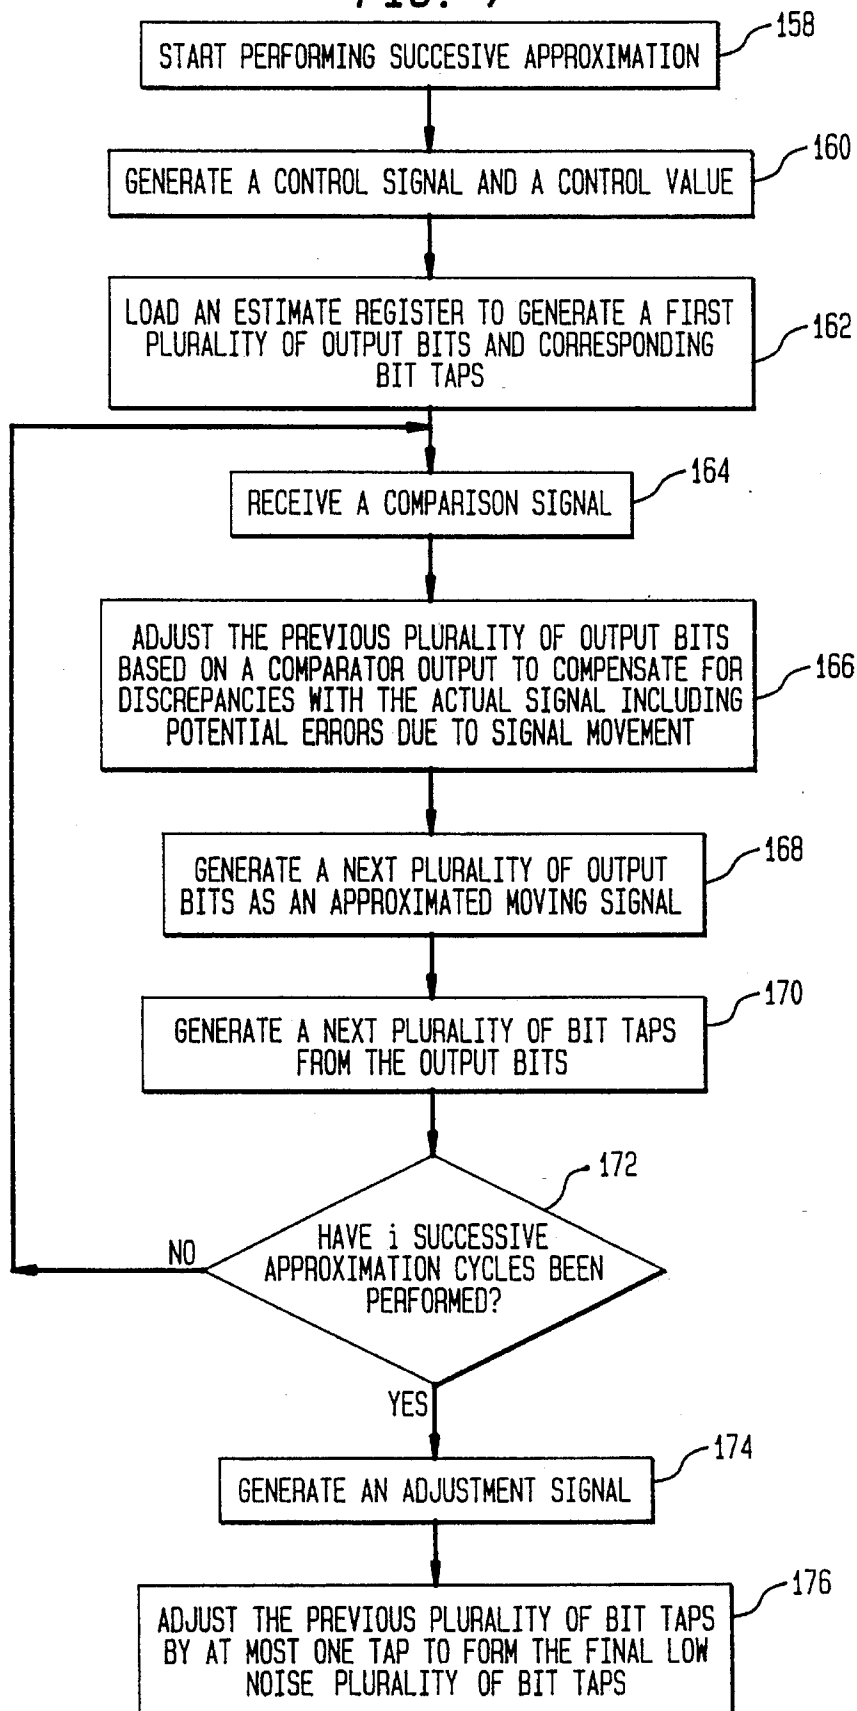 START PERFORMING SUCCESIVE APPROXIMATION
158
GENERATE A CONTROL SIGNAL AND A CONTROL VALUE
160
LOAD AN ESTIMATE REGISTER TO GENERATE A FIRST
PLURALITY OF OUTPUT BITS AND CORRESPONDING
BIT TAPS
162
RECEIVE A COMPARISON SIGNAL
164
ADJUST THE PREVIOUS PLURALITY OF OUTPUT BITS
BASED ON A COMPARATOR OUTPUT TO COMPENSATE FOR
DISCREPANCIES WITH THE ACTUAL SIGNAL INCLUDING
POTENTIAL ERRORS DUE TO SIGNAL MOVEMENT
166
GENERATE A NEXT PLURALITY OF OUTPUT
BITS AS AN APPROXIMATED MOVING SIGNAL
168
GENERATE A NEXT PLURALITY OF BIT TAPS
FROM THE OUTPUT BITS
170
172
HAVE i SUCCESSIVE
APPROXIMATION CYCLES BEEN
PERFORMED?
NO
YES
GENERATE AN ADJUSTMENT SIGNAL
174
ADJUST THE PREVIOUS PLURALITY OF BIT TAPS
BY AT MOST ONE TAP TO FORM THE FINAL LOW
NOISE PLURALITY OF BIT TAPS
176